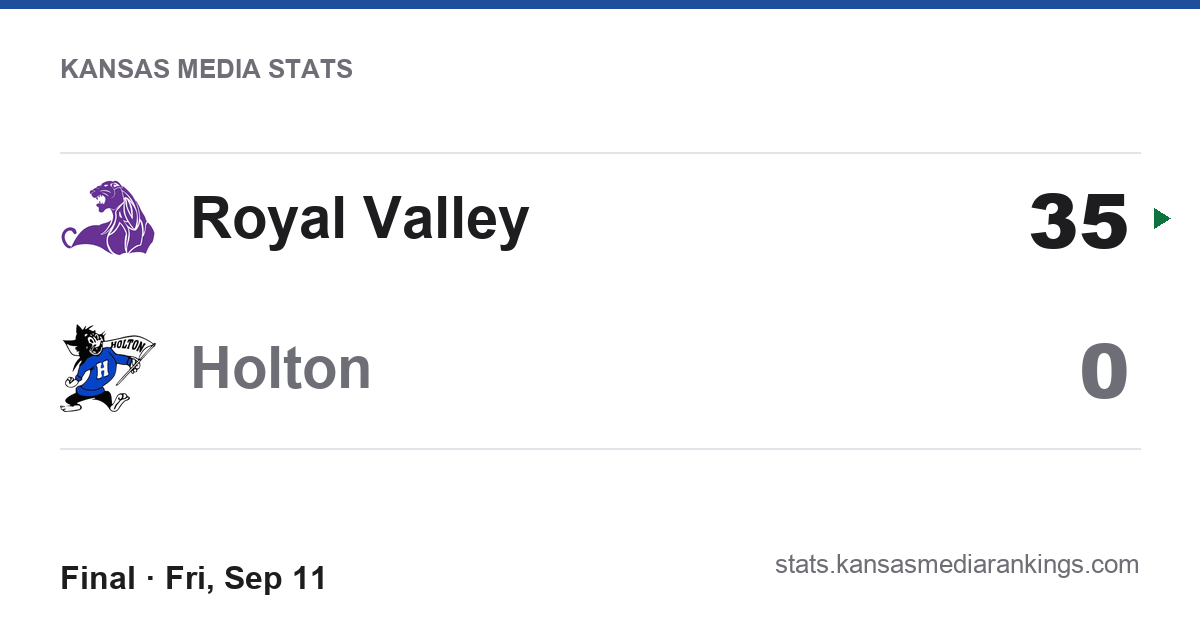 KANSAS MEDIA STATS
Royal Valley 35
HOLTON
H
Holton 0
Final · Fri, Sep 11
stats.kansasmediarankings.com